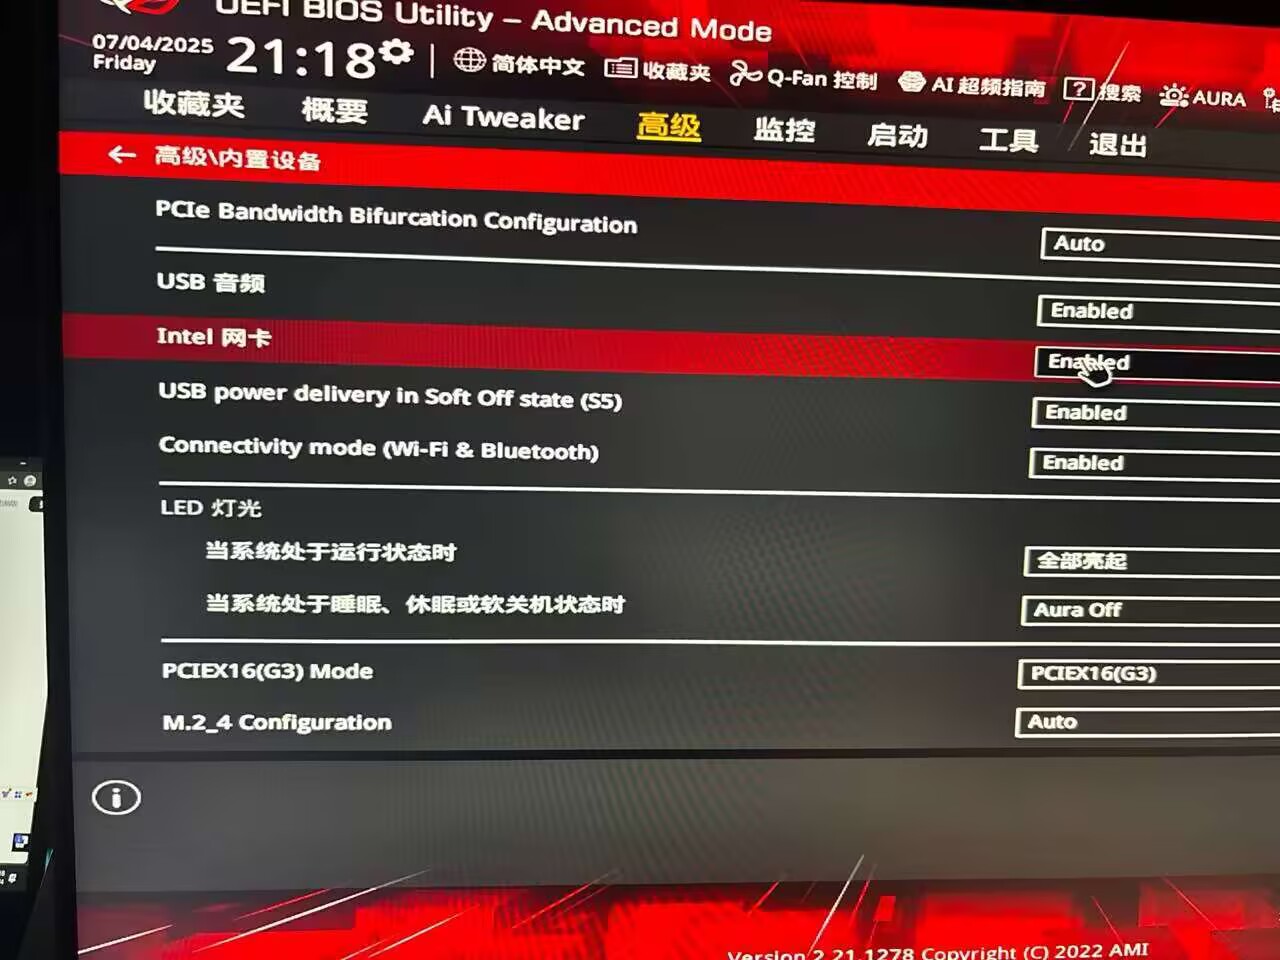 UEFI BIOS Utility – Advanced Mode
07/04/2025
Friday
21:18
简体中文
收藏夹
Q-Fan 控制
AI 超频指南
搜索
AURA
收藏夹
概要
Ai Tweaker
高级
监控
启动
工具
退出
高级\内置设备
PCIe Bandwidth Bifurcation Configuration
Auto
USB 音频
Enabled
Intel 网卡
Enabled
USB power delivery in Soft Off state (S5)
Enabled
Connectivity mode (Wi-Fi & Bluetooth)
Enabled
LED 灯光
当系统处于运行状态时
全部亮起
当系统处于睡眠、休眠或软关机状态时
Aura Off
PCIEX16(G3) Mode
PCIEX16(G3)
M.2_4 Configuration
Auto
Version 2.21.1278 Copyright (C) 2022 AMI